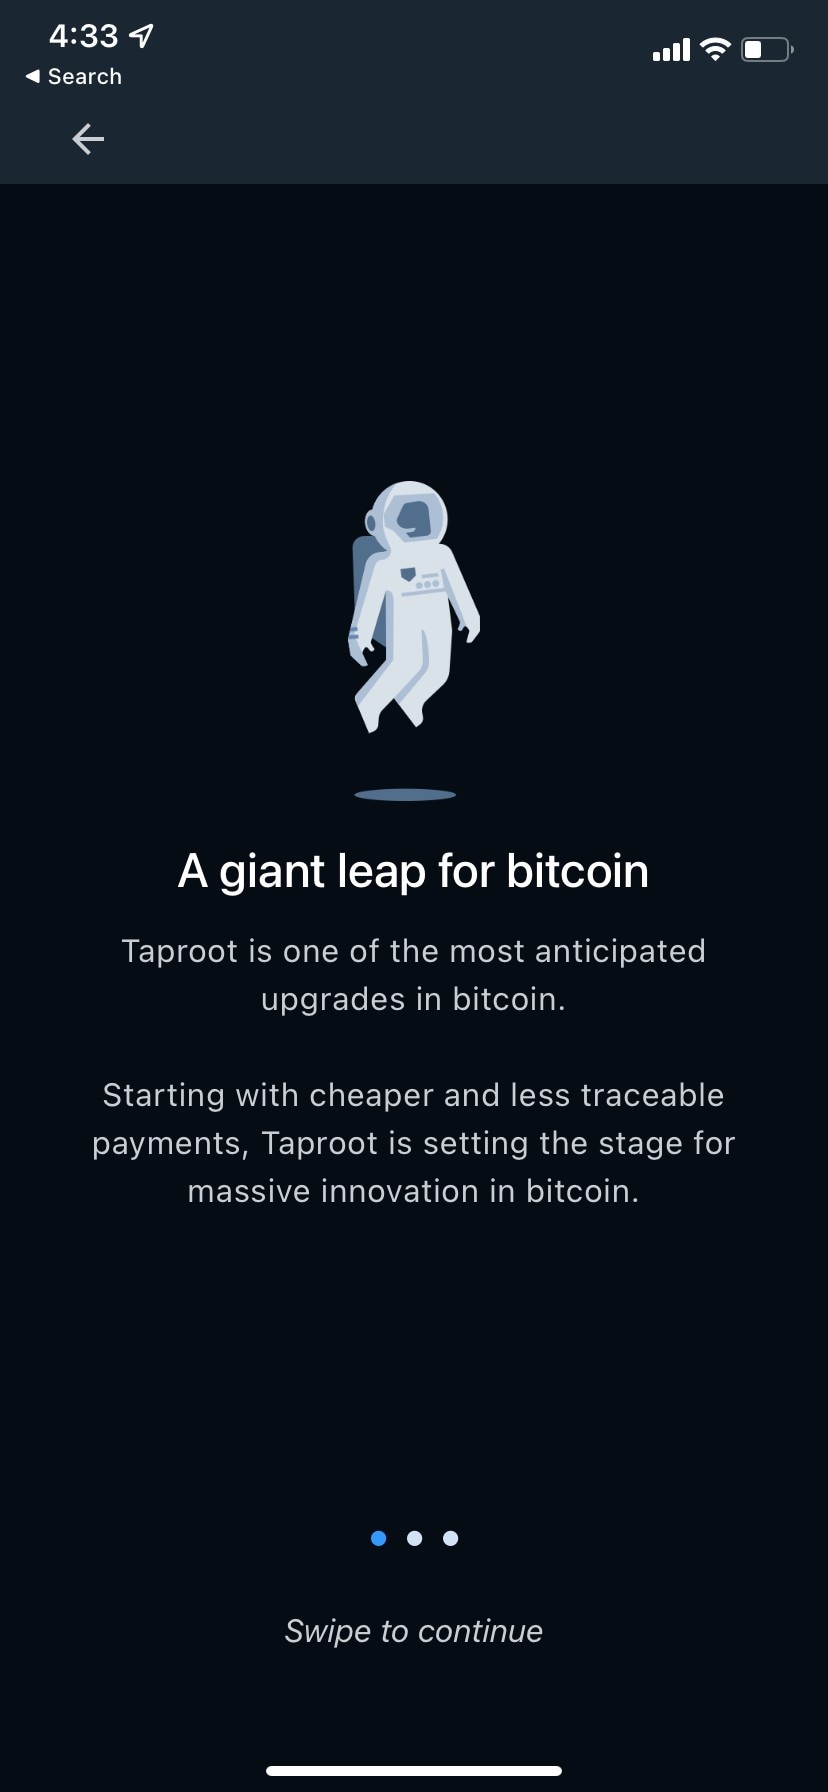 4:33
Search
A giant leap for bitcoin
Taproot is one of the most anticipated
upgrades in bitcoin.
Starting with cheaper and less traceable
payments, Taproot is setting the stage for
massive innovation in bitcoin.
Swipe to continue